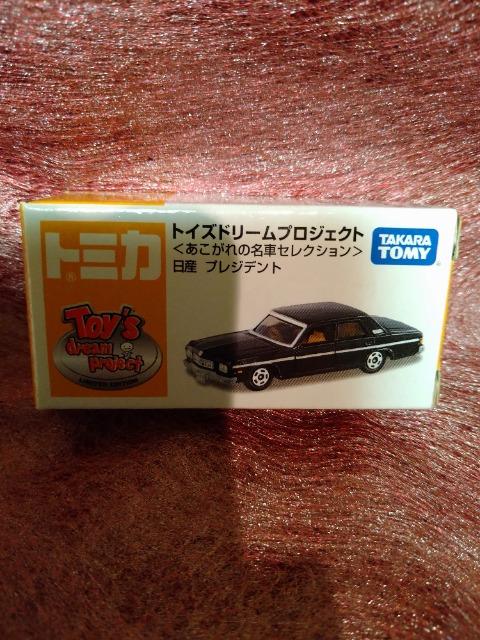 トミカ
®
Toy's
dream
project
LIMITED EDITION
トイズドリームプロジェクト
<あこがれの名車セレクション>
日産 プレジデント
TAKARA
TOMY